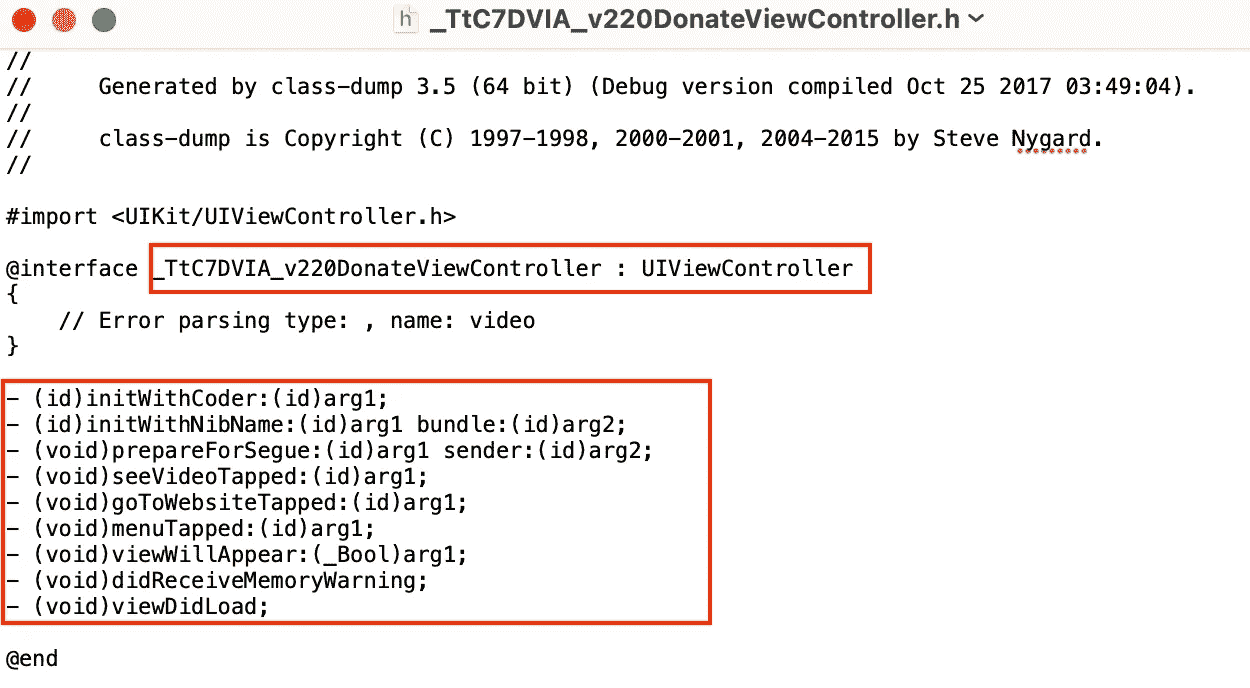 h _TtC7DVIA_v220DonateViewController.h
//
//      Generated by class-dump 3.5 (64 bit) (Debug version compiled Oct 25 2017 03:49:04).
//
//      class-dump is Copyright (C) 1997-1998, 2000-2001, 2004-2015 by Steve Nygard.
//
#import <UIKit/UIViewController.h>
@interface _TtC7DVIA_v220DonateViewController : UIViewController
{
    // Error parsing type: , name: video
}
- (id)initWithCoder:(id)arg1;
- (id)initWithNibName:(id)arg1 bundle:(id)arg2;
- (void)prepareForSegue:(id)arg1 sender:(id)arg2;
- (void)seeVideoTapped:(id)arg1;
- (void)goToWebsiteTapped:(id)arg1;
- (void)menuTapped:(id)arg1;
- (void)viewWillAppear:(_Bool)arg1;
- (void)didReceiveMemoryWarning;
- (void)viewDidLoad;
@end